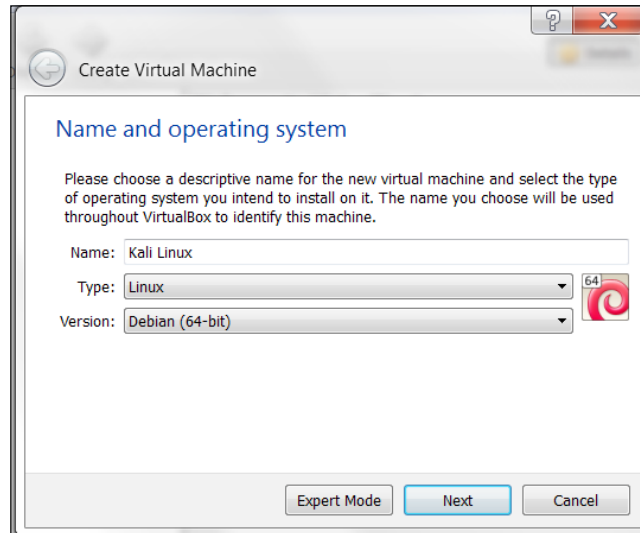 ?
X
Create Virtual Machine
Name and operating system
Please choose a descriptive name for the new virtual machine and select the type
of operating system you intend to install on it. The name you choose will be used
throughout VirtualBox to identify this machine.
Name: Kali Linux
Type: Linux
64
Version: Debian (64-bit)
Expert Mode Next Cancel